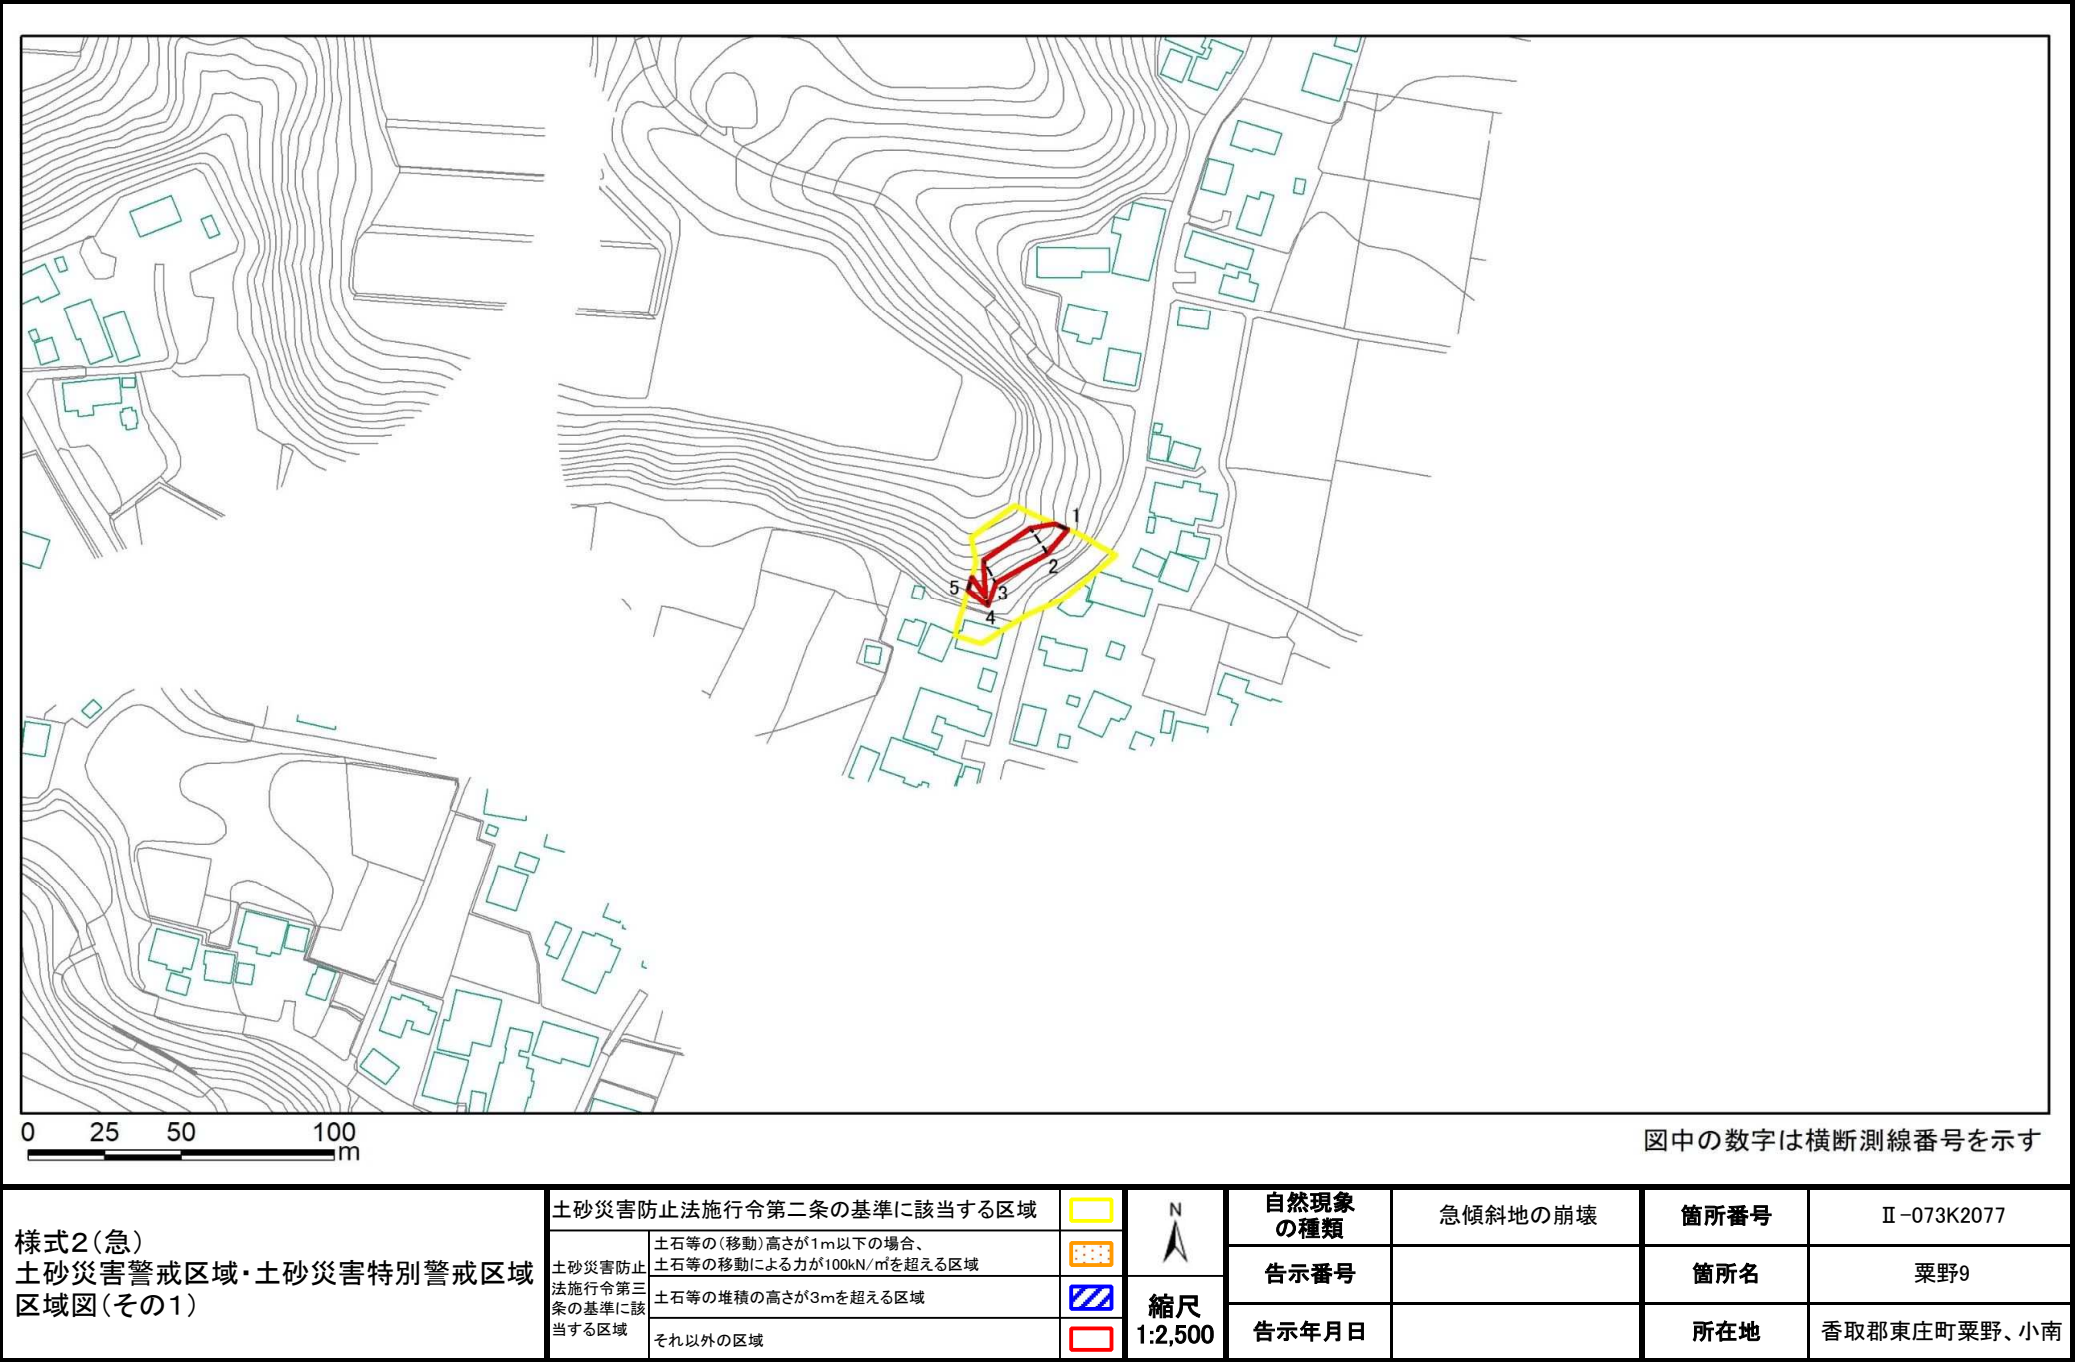 1
2
5
3
4
0 25 50 100
m
図中の数字は横断測線番号を示す
様式2(急)
土砂災害警戒区域・土砂災害特別警戒区域
区域図(その1)
土砂災害防止法施行令第二条の基準に該当する区域
土砂災害防止
法施行令第三
条の基準に該
当する区域
土石等の(移動)高さが1m以下の場合、
土石等の移動による力が100kN/㎡を超える区域
土石等の堆積の高さが3mを超える区域
それ以外の区域
N
縮尺
1:2,500
自然現象
の種類
急傾斜地の崩壊
告示番号
告示年月日
箇所番号
Ⅱ-073K2077
箇所名
粟野9
所在地
香取郡東庄町粟野、小南